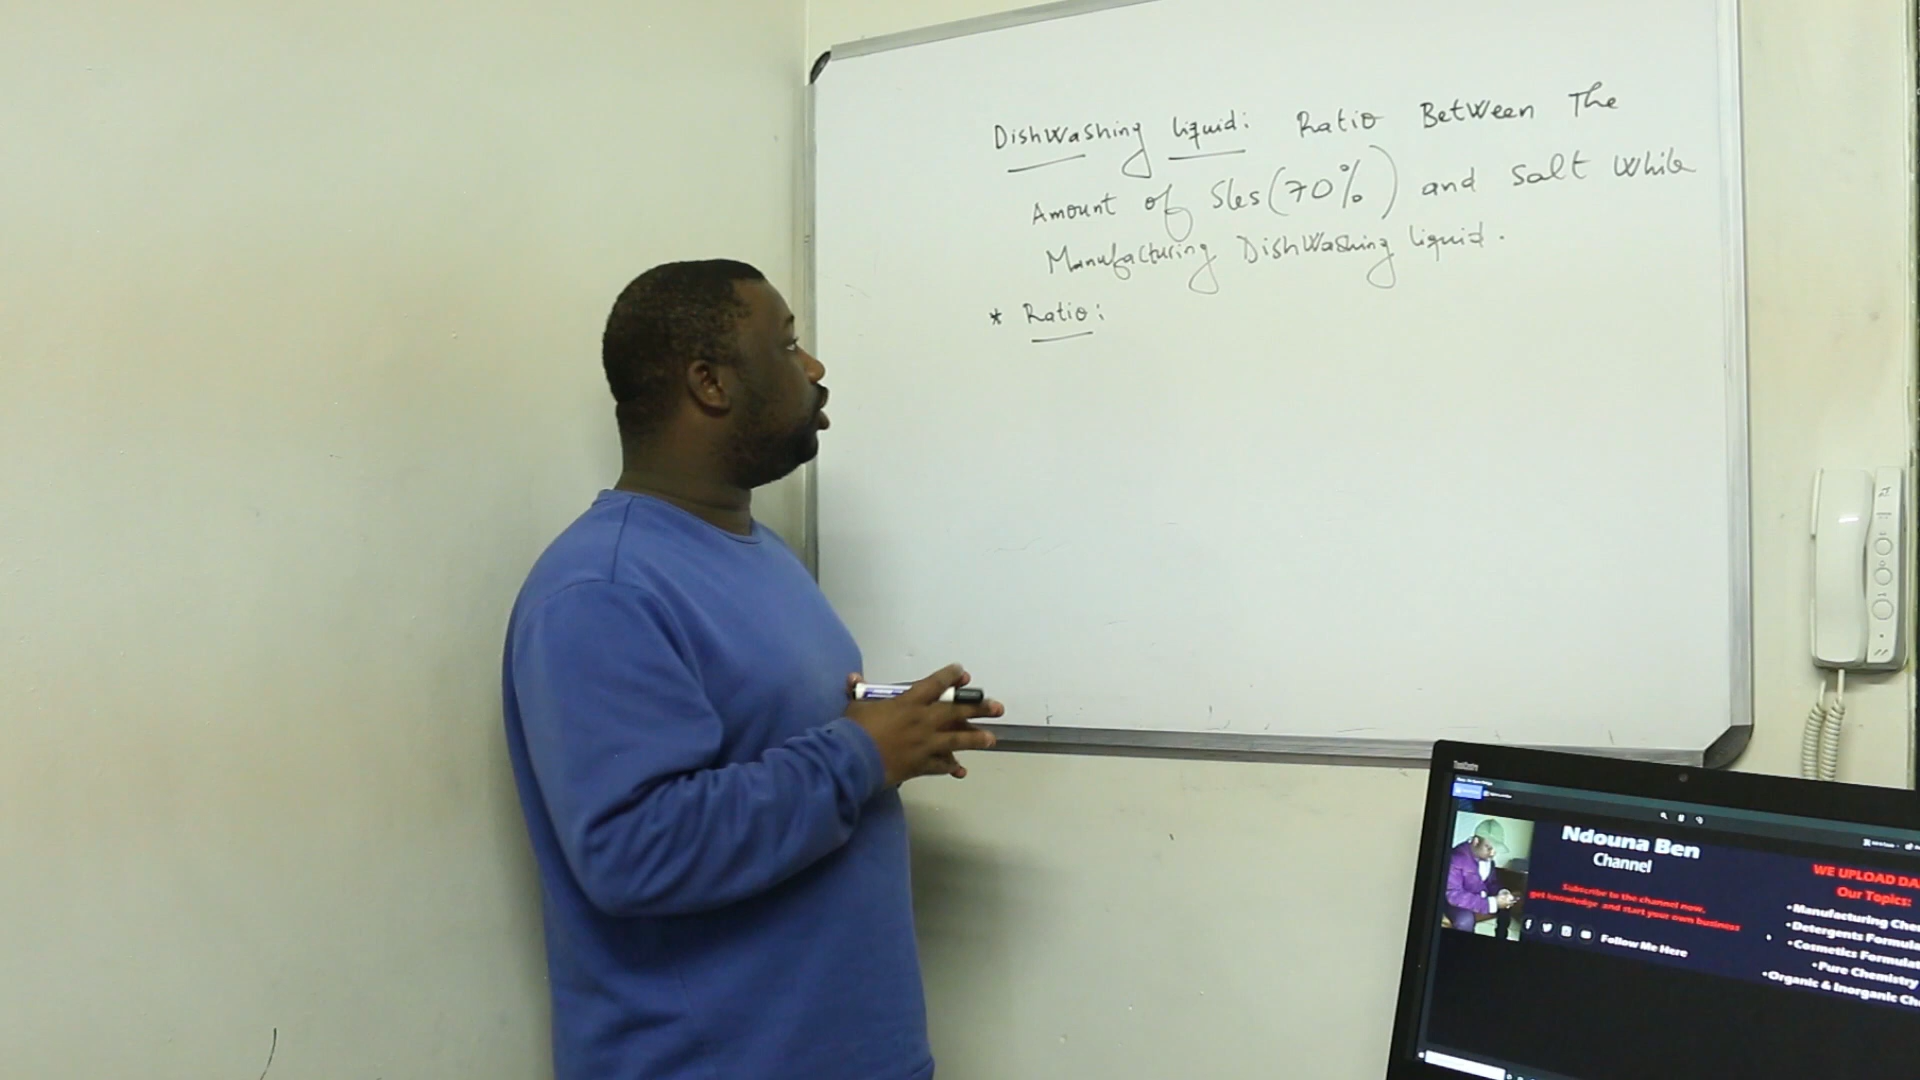 DishWashing liquid: Ratio BetWeen The
Amount of Sles (70%) and Salt While
Manufacturing DishWashing liquid.
* Ratio:
Ndouna Ben
Channel
Subscribe to the channel now,
get knowledge and start your own business
Follow Me Here
WE UPLOAD DA
Our Topics:
•Manufacturing Che
•Detergents Formula
•Cosmetics Formulat
•Pure Chemistry
•Organic & Inorganic Ch